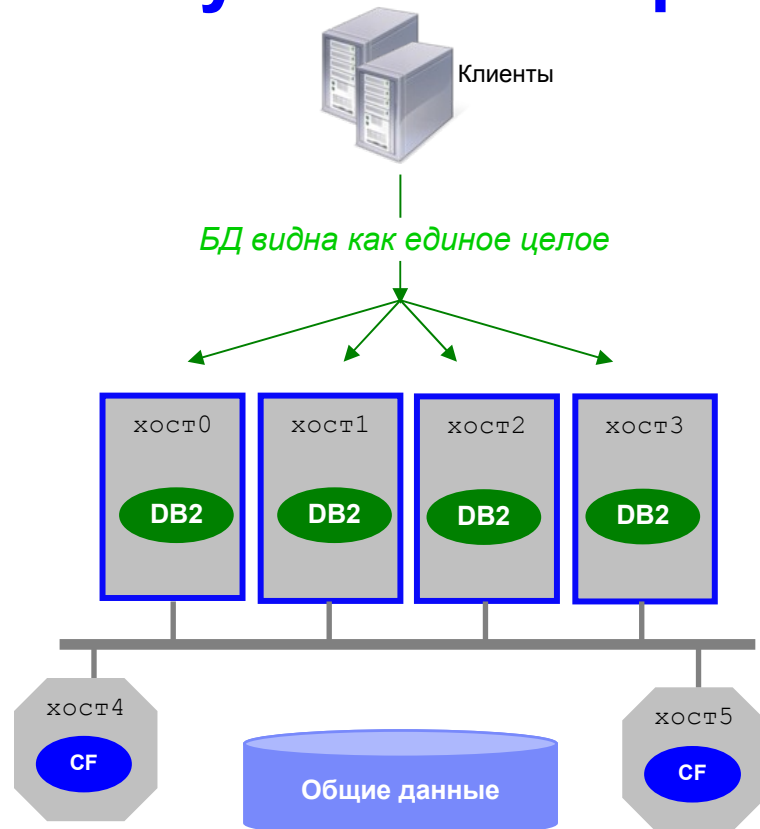 Клиенты
БД видна как единое целое
хост0 хост1 хост2 хост3
DB2 DB2 DB2 DB2
хост4 хост5
CF CF
Общие данные